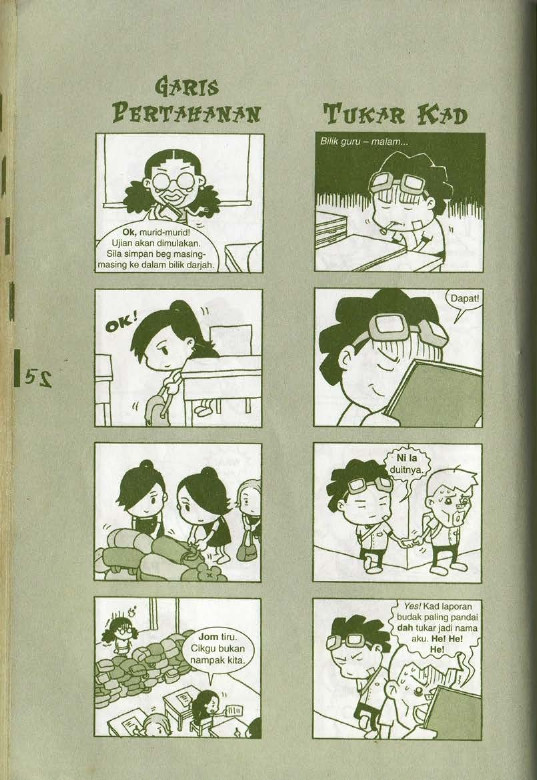 GARIS
PERTAHANAN
Ok, murid-murid!
Ujian akan dimulakan.
Sila simpan beg masing-
masing ke dalam bilik darjah.
OK!
Jom tiru.
Cikgu bukan
nampak kita.
TUKAR KAD
Bilik guru – malam...
Dapat!
Ni la
duitnya.
Yes! Kad laporan
budak paling pandai
dah tukar jadi nama
aku. He! He!
He!
52